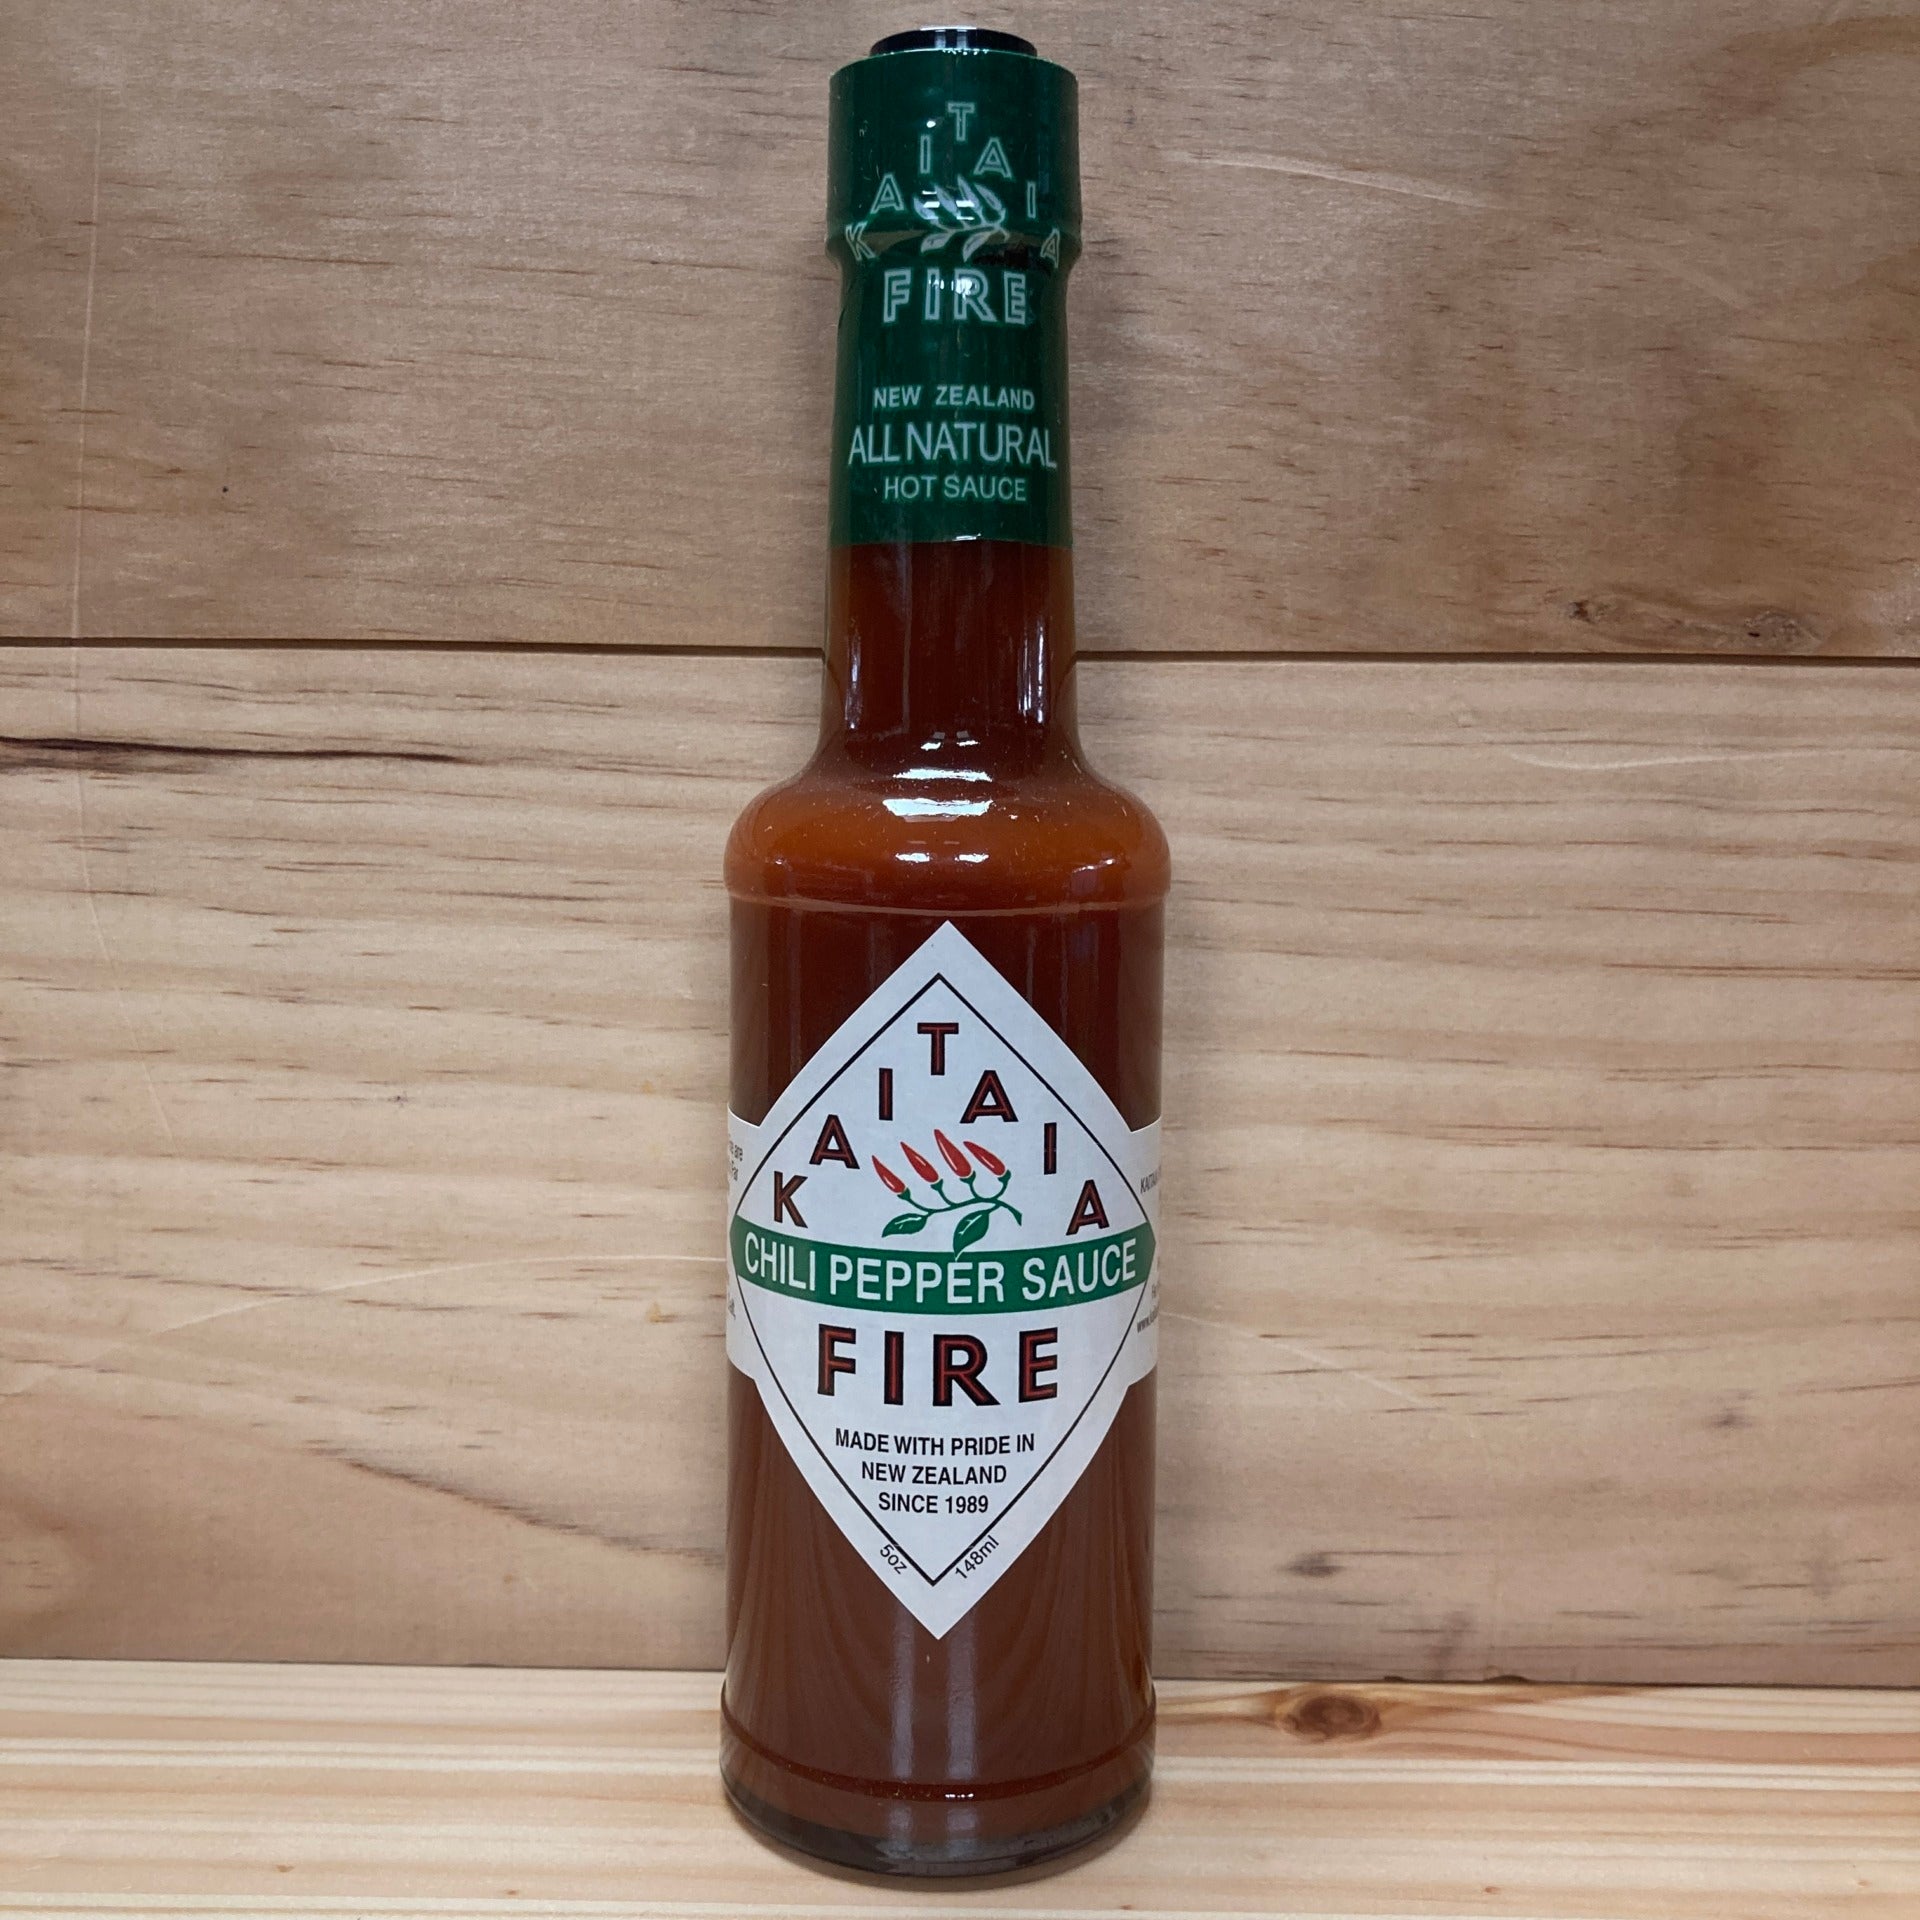 KAITAIA
FIRE
NEW ZEALAND
ALL NATURAL
HOT SAUCE
KAITAIA
CHILI PEPPER SAUCE
FIRE
MADE WITH PRIDE IN
NEW ZEALAND
SINCE 1989
5oz 148ml